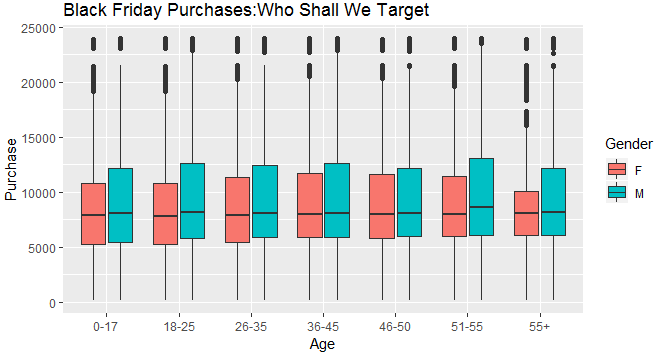 Black Friday Purchases:Who Shall We Target
25000
20000
15000
10000
5000
0
Purchase
0-17 18-25 26-35 36-45 46-50 51-55 55+
Age
Gender
F
M